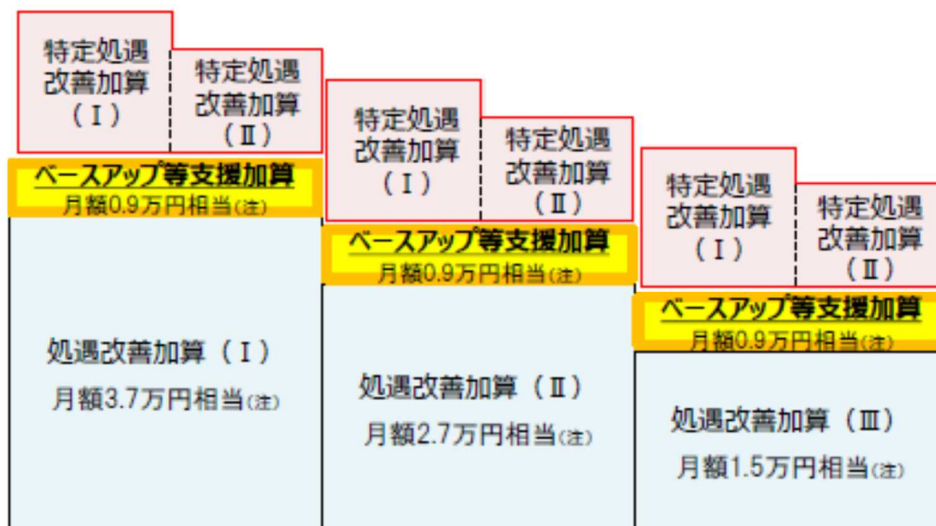 特定処遇
改善加算
（Ⅰ）
特定処遇
改善加算
（Ⅱ）
ベースアップ等支援加算
月額0.9万円相当(注)
処遇改善加算（Ⅰ）
月額3.7万円相当(注)
特定処遇
改善加算
（Ⅰ）
特定処遇
改善加算
（Ⅱ）
ベースアップ等支援加算
月額0.9万円相当(注)
処遇改善加算（Ⅱ）
月額2.7万円相当(注)
特定処遇
改善加算
（Ⅰ）
特定処遇
改善加算
（Ⅱ）
ベースアップ等支援加算
月額0.9万円相当(注)
処遇改善加算（Ⅲ）
月額1.5万円相当(注)